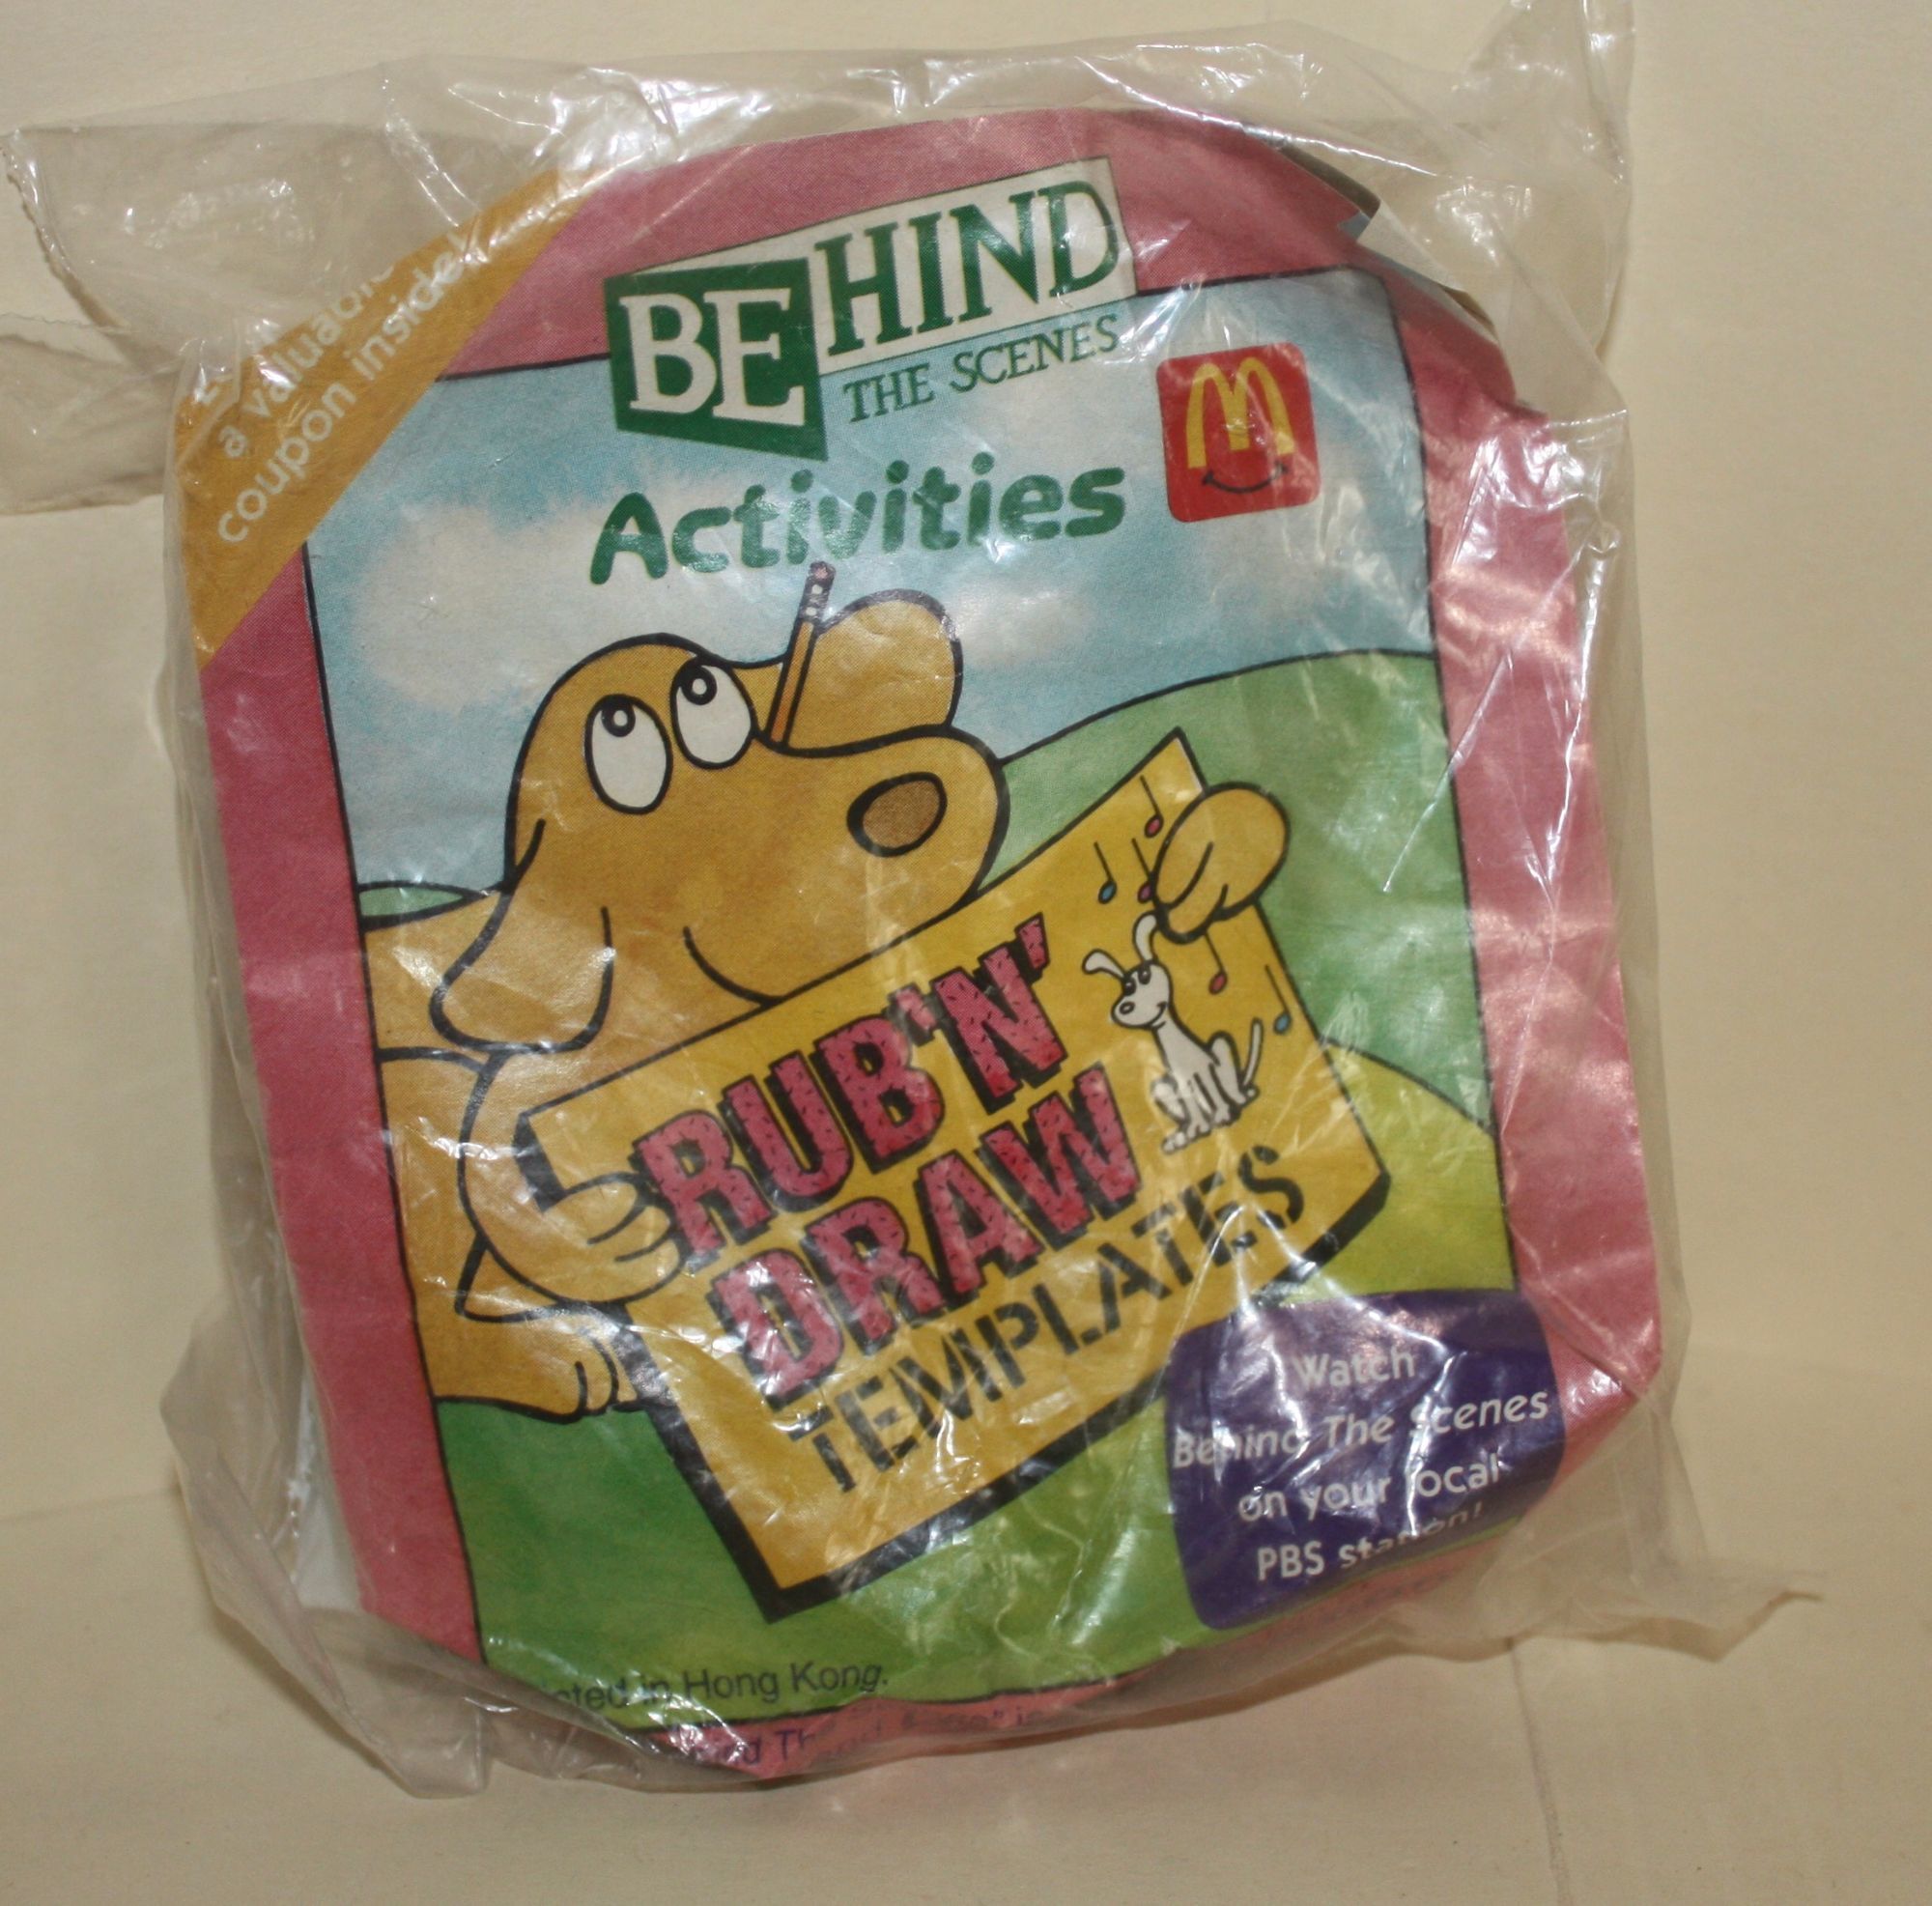 a valuable
coupon inside!
BEHIND
THE SCENES
Activities
M
RUB 'N'
DRAW
TEMPLATES
Watch
Behind The Scenes
on your local
PBS station!
in Hong Kong.